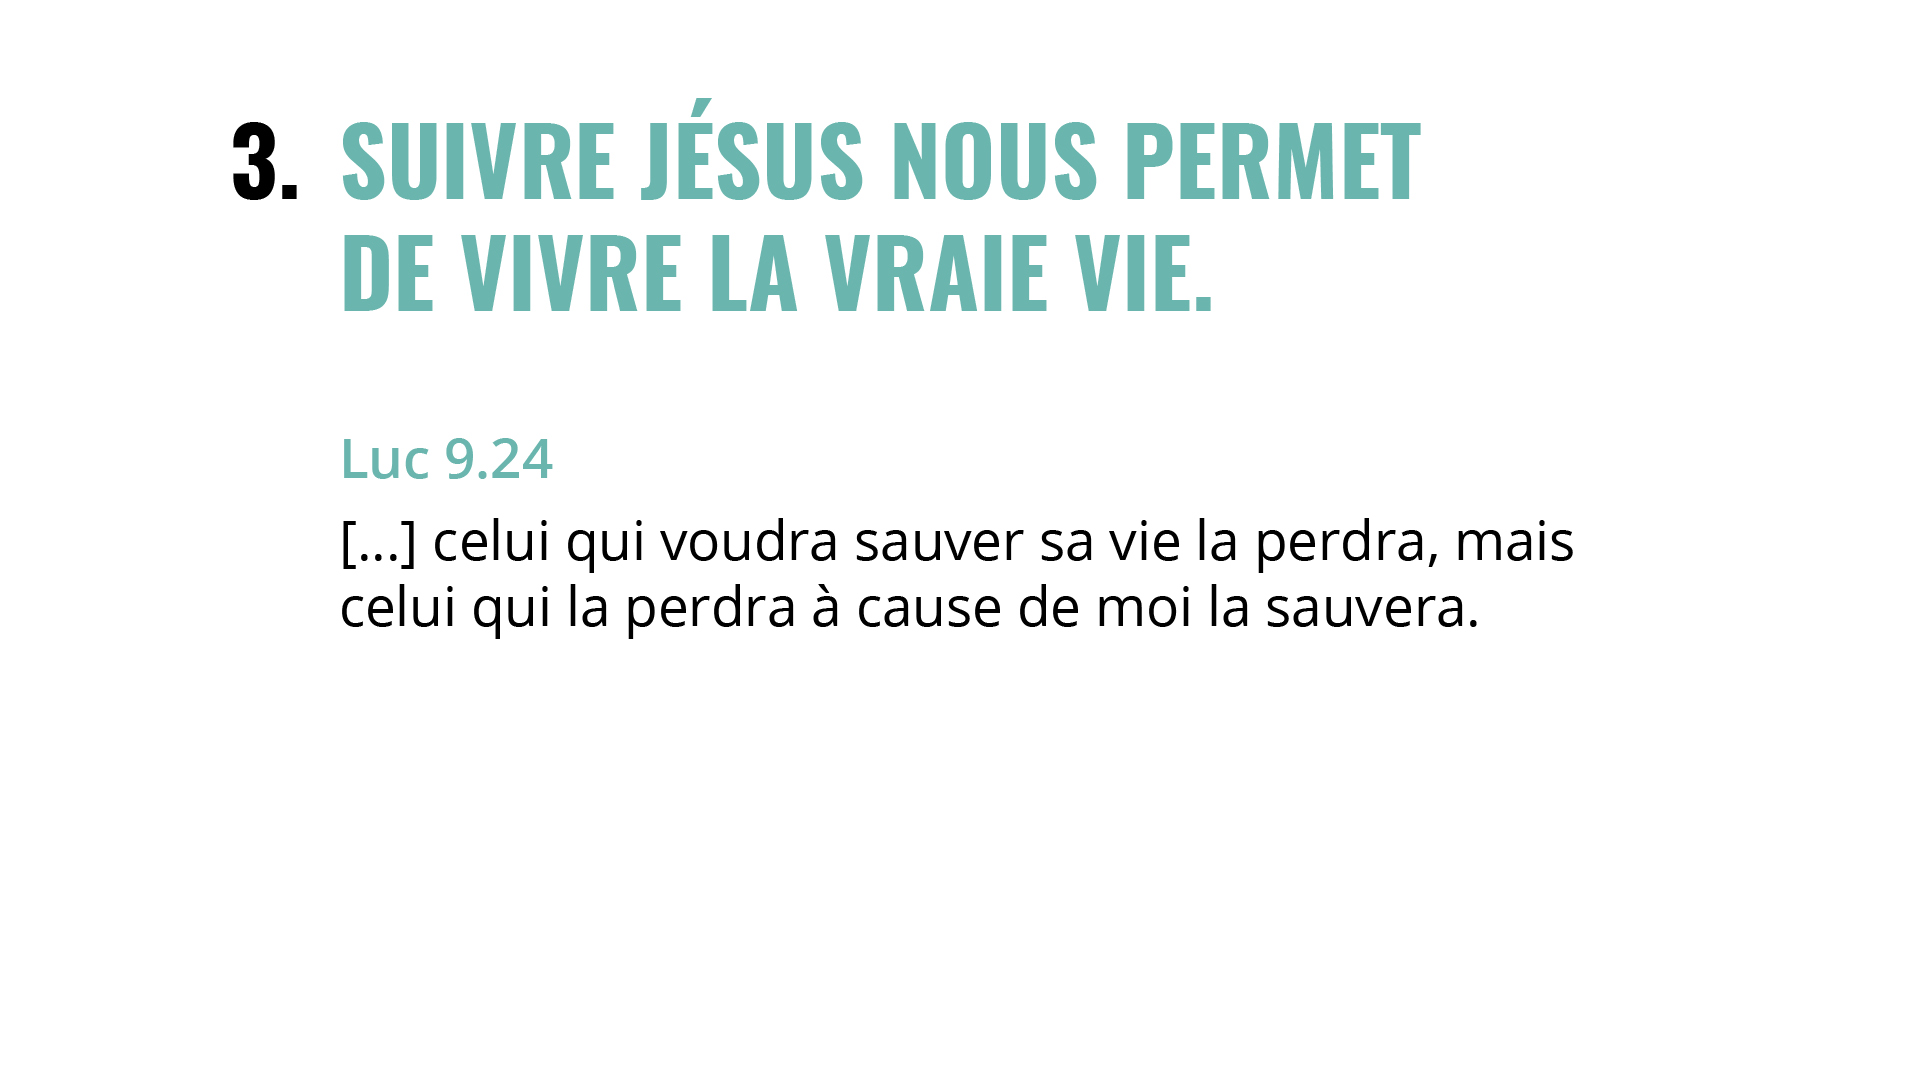 3. SUIVRE JÉSUS NOUS PERMET
DE VIVRE LA VRAIE VIE.
Luc 9.24
[...] celui qui voudra sauver sa vie la perdra, mais
celui qui la perdra à cause de moi la sauvera.